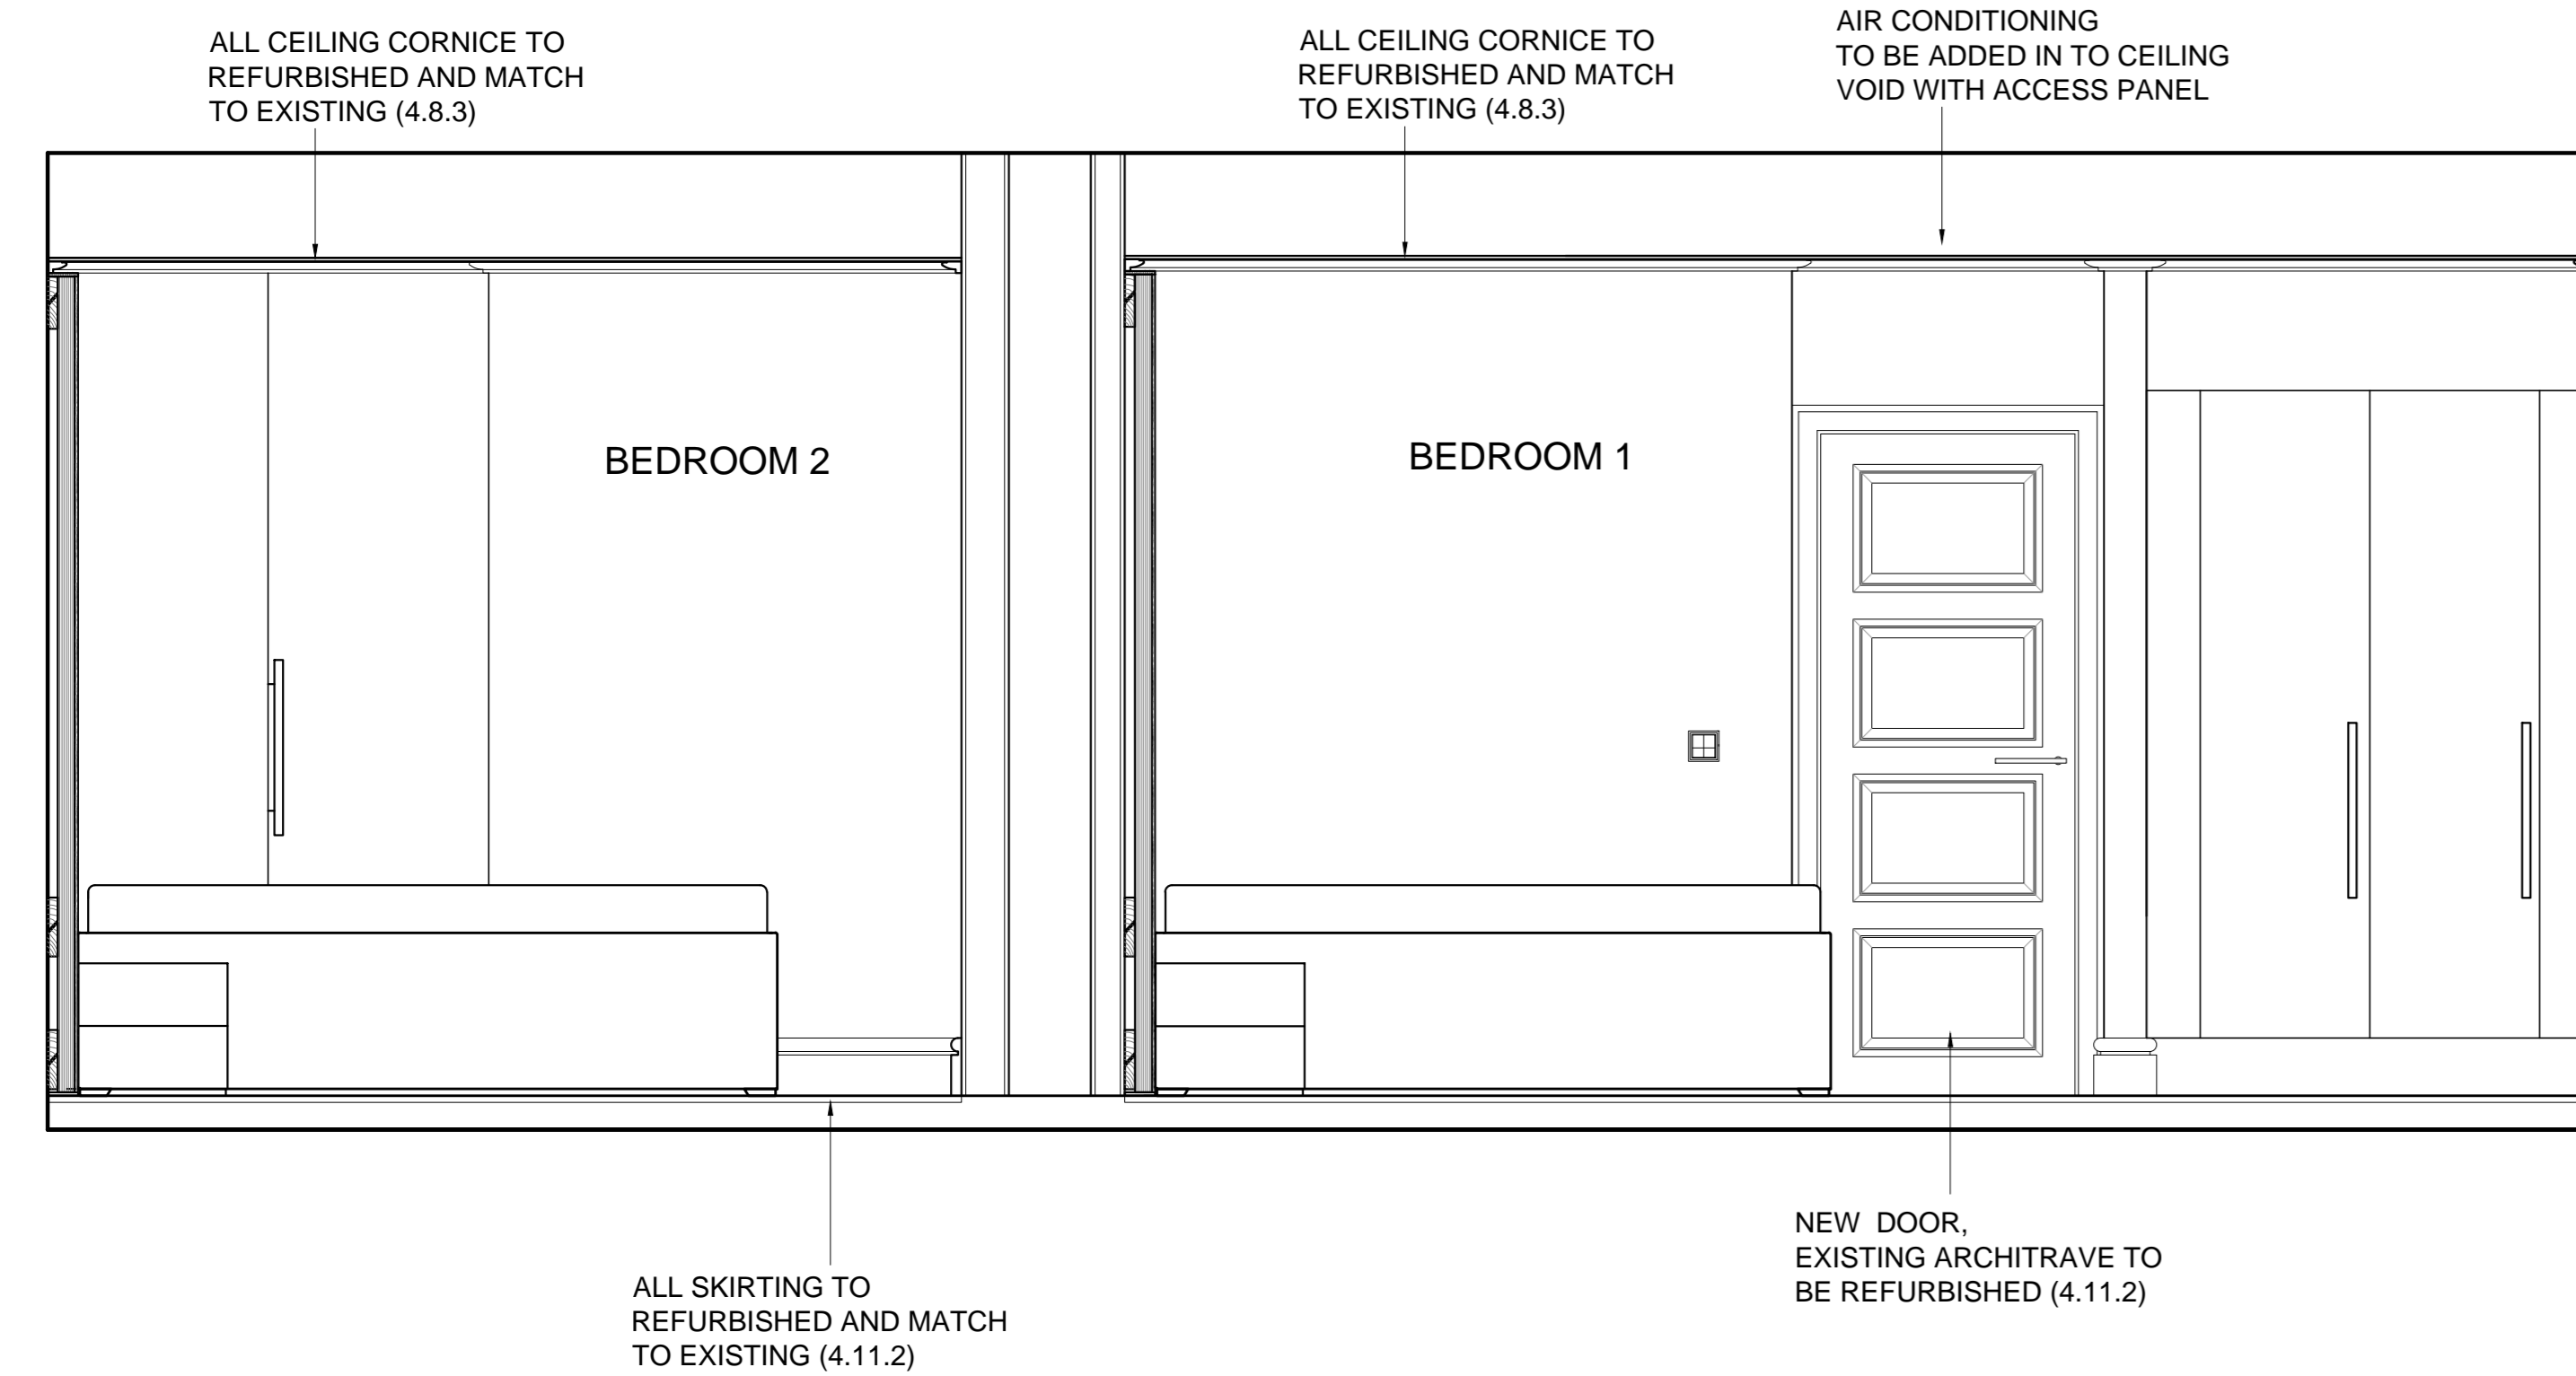 ALL CEILING CORNICE TO
REFURBISHED AND MATCH
TO EXISTING (4.8.3)
ALL CEILING CORNICE TO
REFURBISHED AND MATCH
TO EXISTING (4.8.3)
AIR CONDITIONING
TO BE ADDED IN TO CEILING
VOID WITH ACCESS PANEL
BEDROOM 2
BEDROOM 1
ALL SKIRTING TO
REFURBISHED AND MATCH
TO EXISTING (4.11.2)
NEW  DOOR,
EXISTING ARCHITRAVE TO
BE REFURBISHED (4.11.2)